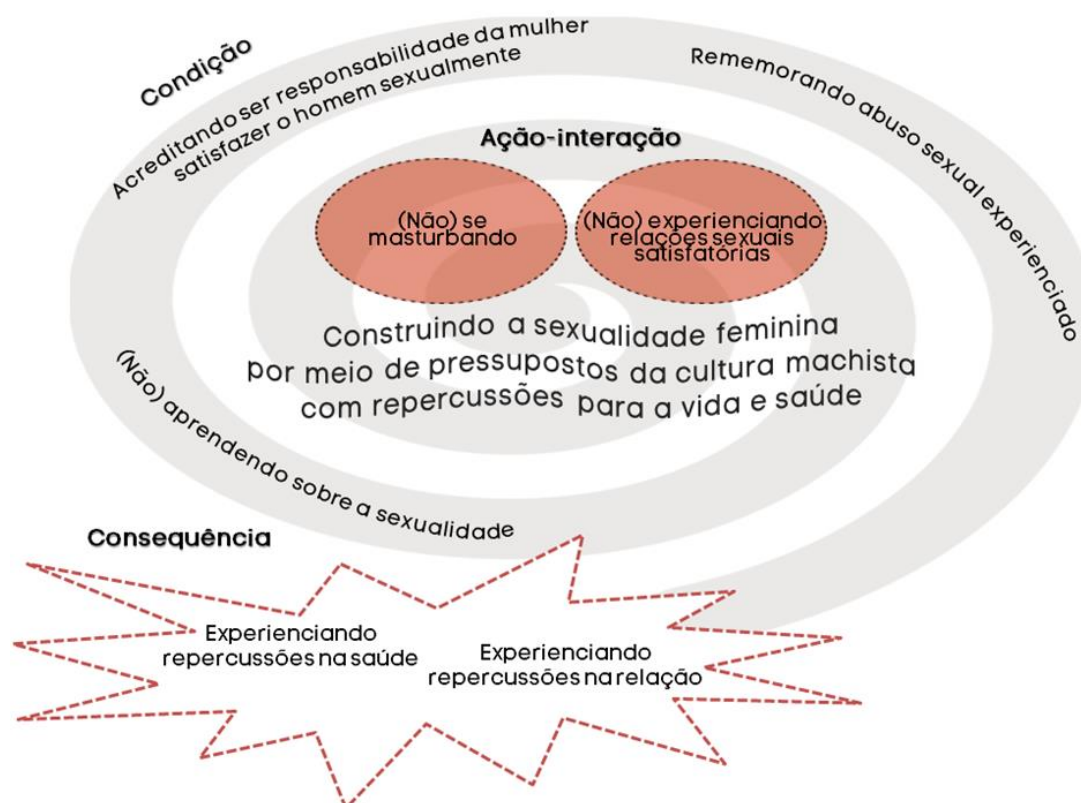 Condição
Acreditando ser responsabilidade da mulher
satisfazer o homem sexualmente
Rememorando abuso sexual experienciado
Ação-interação
(Não) se
masturbando
(Não) experienciando
relações sexuais
satisfatórias
Construindo a sexualidade feminina
por meio de pressupostos da cultura machista
com repercussões para a vida e saúde
(Não) aprendendo sobre a sexualidade
Consequência
Experienciando
repercussões na saúde
Experienciando
repercussões na relação